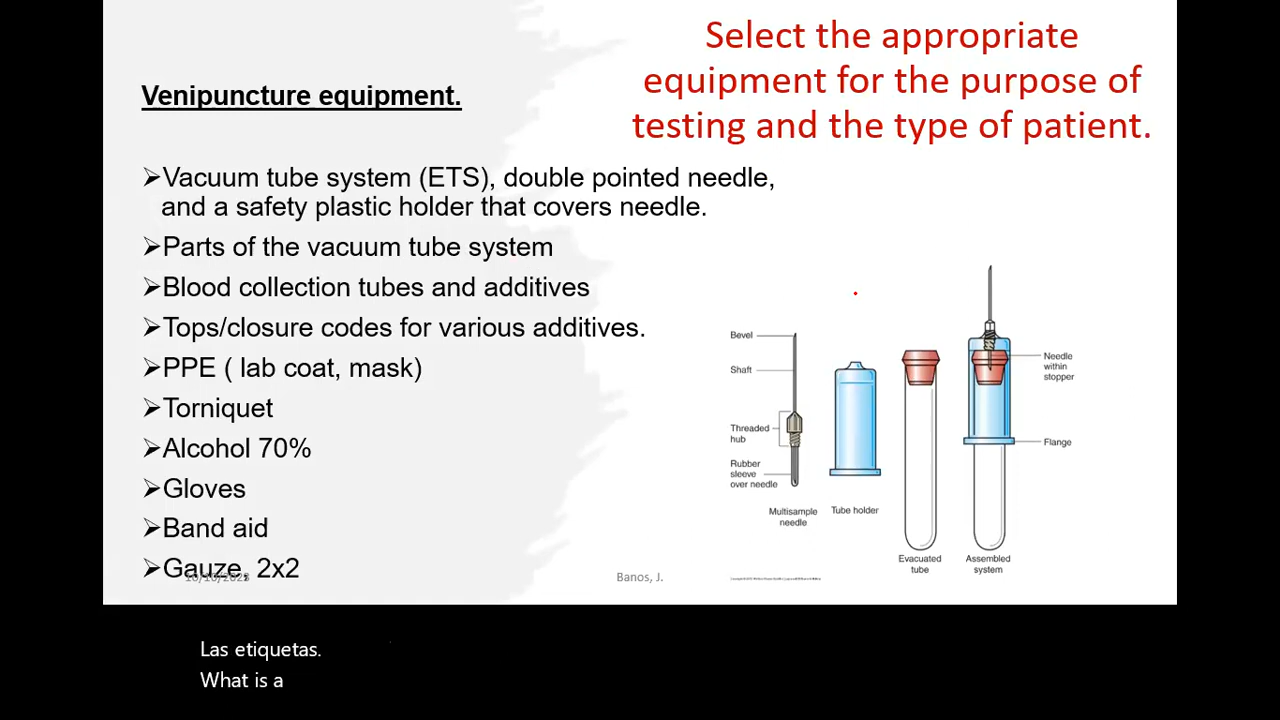 Select the appropriate
equipment for the purpose of
testing and the type of patient.
Venipuncture equipment.
➢Vacuum tube system (ETS), double pointed needle,
and a safety plastic holder that covers needle.
➢Parts of the vacuum tube system
➢Blood collection tubes and additives
➢Tops/closure codes for various additives.
➢PPE ( lab coat, mask)
➢Torniquet
➢Alcohol 70%
➢Gloves
➢Band aid
➢Gauze, 2x2
Banos, J.
Bevel
Shaft
Threaded
hub
Rubber
sleeve
over needle
Multisample
needle
Tube holder
Evacuated
tube
Assembled
system
Needle
within
stopper
Flange
Las etiquetas.
What is a